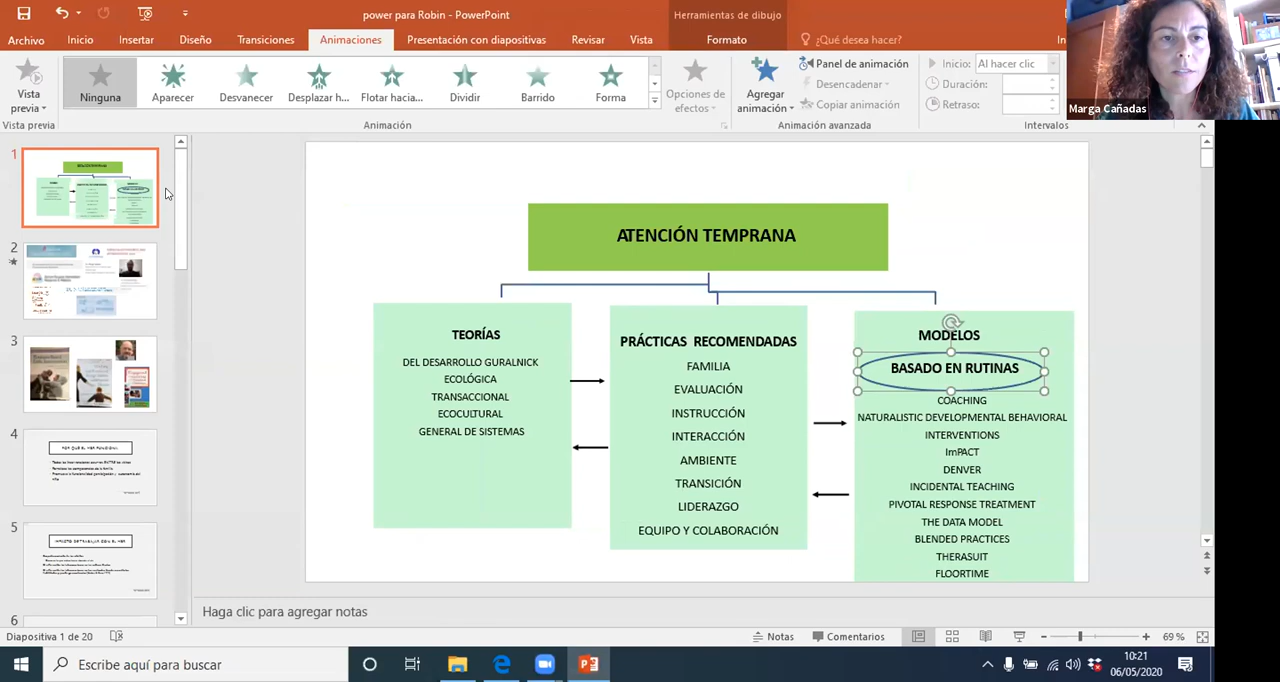 power para Robin - PowerPoint
Herramientas de dibujo
Archivo
Inicio
Insertar
Diseño
Transiciones
Animaciones
Presentación con diapositivas
Revisar
Vista
Formato
¿Qué desea hacer?
Vista previa
Ninguna
Aparecer
Desvanecer
Desplazar h...
Flotar hacia...
Dividir
Barrido
Forma
Opciones de efectos
Agregar animación
Panel de animación
Desencadenar
Copiar animación
Inicio: Al hacer clic
Duración:
Retraso:
Marga Cañadas
Vista previa
Animación
Animación avanzada
Intervalos
1
2
3
4
5
6
ATENCIÓN TEMPRANA
TEORÍAS
DEL DESARROLLO GURALNICK
ECOLÓGICA
TRANSACCIONAL
ECOCULTURAL
GENERAL DE SISTEMAS
PRÁCTICAS RECOMENDADAS
FAMILIA
EVALUACIÓN
INSTRUCCIÓN
INTERACCIÓN
AMBIENTE
TRANSICIÓN
LIDERAZGO
EQUIPO Y COLABORACIÓN
MODELOS
BASADO EN RUTINAS
COACHING
NATURALISTIC DEVELOPMENTAL BEHAVIORAL
INTERVENTIONS
ImPACT
DENVER
INCIDENTAL TEACHING
PIVOTAL RESPONSE TREATMENT
THE DATA MODEL
BLENDED PRACTICES
THERASUIT
FLOORTIME
Haga clic para agregar notas
Diapositiva 1 de 20
Notas
Comentarios
69 %
Escribe aquí para buscar
10:21
06/05/2020